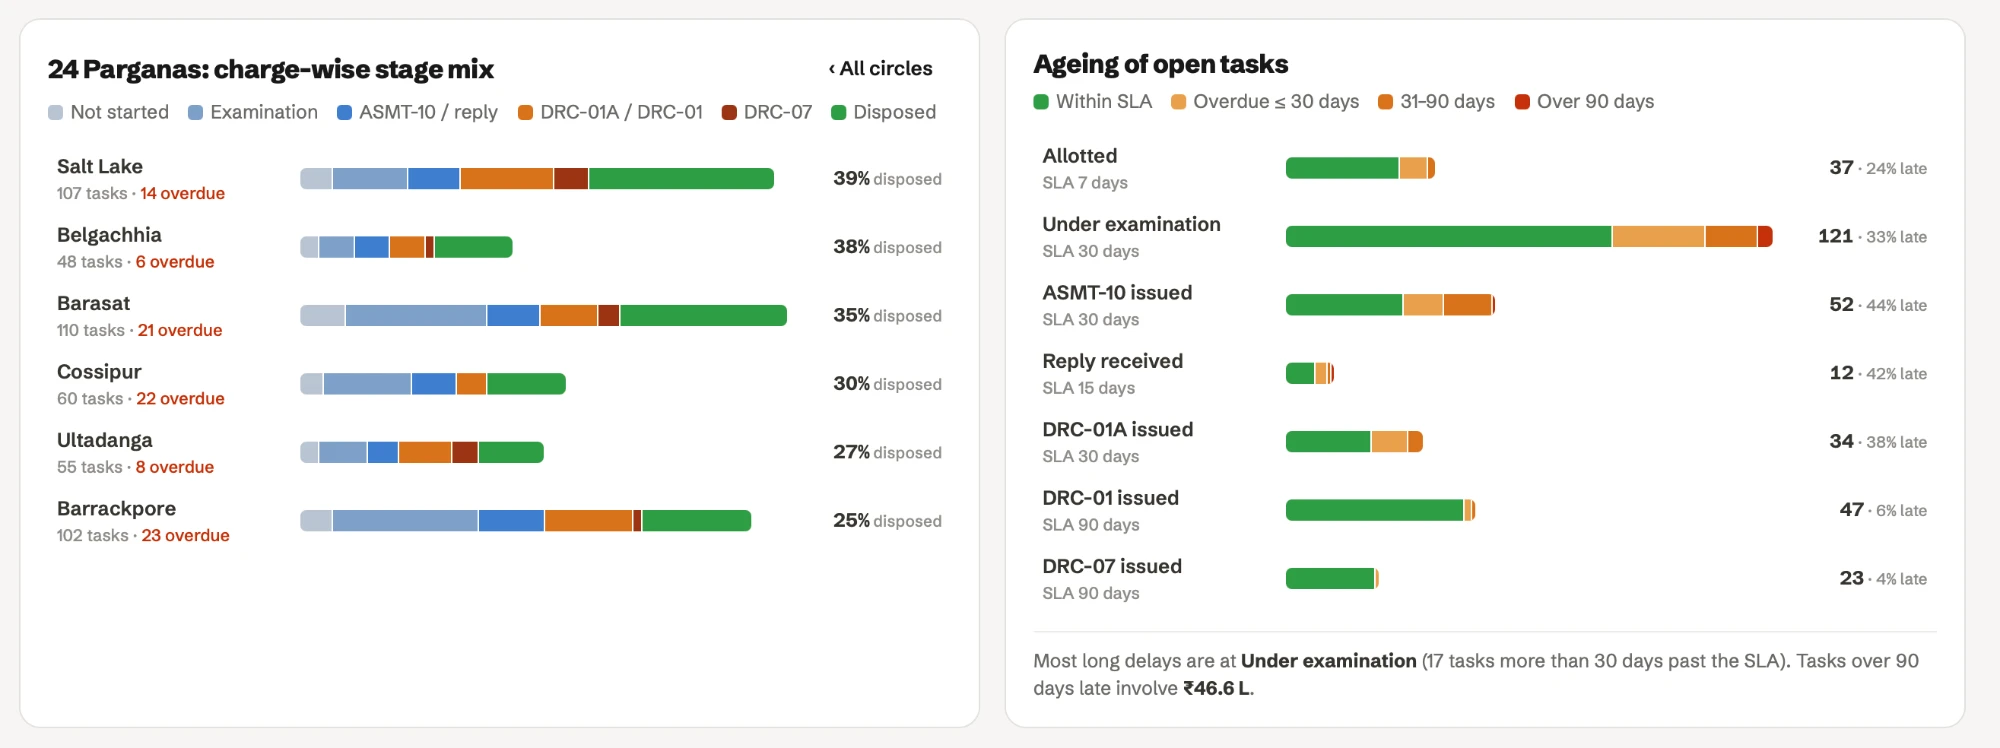 24 Parganas: charge-wise stage mix
‹ All circles
Not started Examination ASMT-10 / reply DRC-01A / DRC-01 DRC-07 Disposed
Salt Lake
107 tasks · 14 overdue
39% disposed
Belgachhia
48 tasks · 6 overdue
38% disposed
Barasat
110 tasks · 21 overdue
35% disposed
Cossipur
60 tasks · 22 overdue
30% disposed
Ultadanga
55 tasks · 8 overdue
27% disposed
Barrackpore
102 tasks · 23 overdue
25% disposed
Ageing of open tasks
Within SLA Overdue ≤ 30 days 31–90 days Over 90 days
Allotted
SLA 7 days
37 · 24% late
Under examination
SLA 30 days
121 · 33% late
ASMT-10 issued
SLA 30 days
52 · 44% late
Reply received
SLA 15 days
12 · 42% late
DRC-01A issued
SLA 30 days
34 · 38% late
DRC-01 issued
SLA 90 days
47 · 6% late
DRC-07 issued
SLA 90 days
23 · 4% late
Most long delays are at Under examination (17 tasks more than 30 days past the SLA). Tasks over 90
days late involve ₹46.6 L.